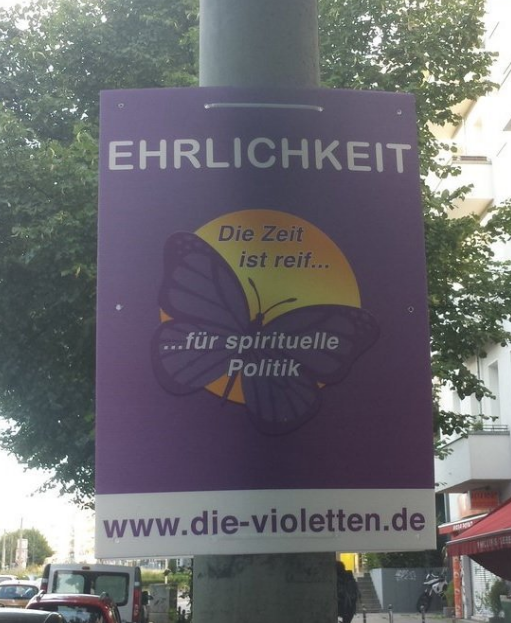 EHRLICHKEIT
Die Zeit
ist reif...
...für spirituelle
Politik
www.die-violetten.de